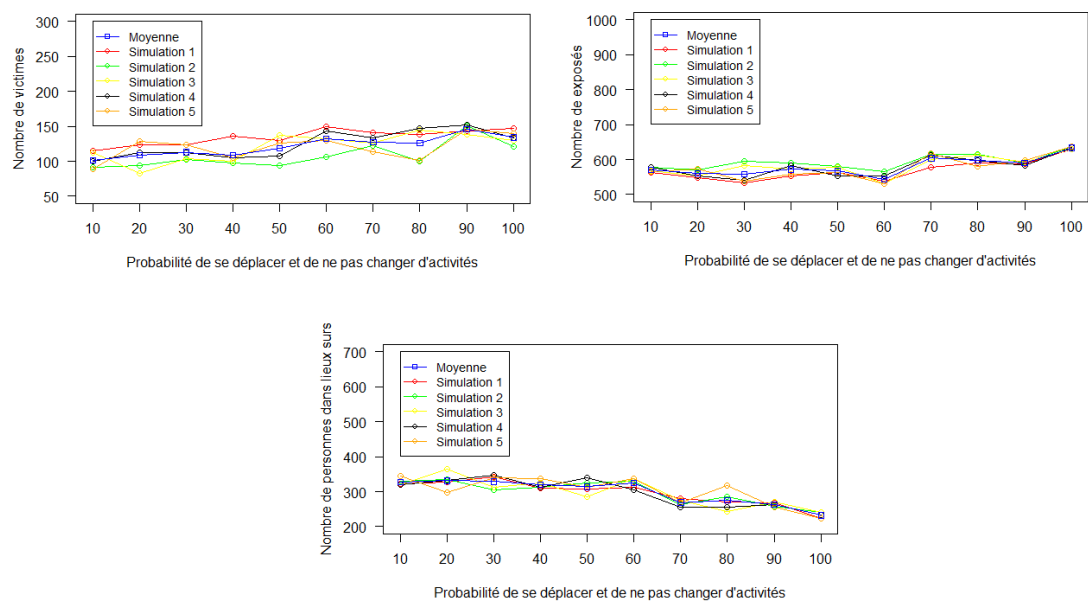 Nombre de victimes
300
250
200
150
100
50
Moyenne
Simulation 1
Simulation 2
Simulation 3
Simulation 4
Simulation 5
10 20 30 40 50 60 70 80 90 100
Probabilité de se déplacer et de ne pas changer d'activités
Nombre de exposés
1000
900
800
700
600
500
Moyenne
Simulation 1
Simulation 2
Simulation 3
Simulation 4
Simulation 5
10 20 30 40 50 60 70 80 90 100
Probabilité de se déplacer et de ne pas changer d'activités
Nombre de personnes dans lieux surs
700
600
500
400
300
200
Moyenne
Simulation 1
Simulation 2
Simulation 3
Simulation 4
Simulation 5
10 20 30 40 50 60 70 80 90 100
Probabilité de se déplacer et de ne pas changer d'activités